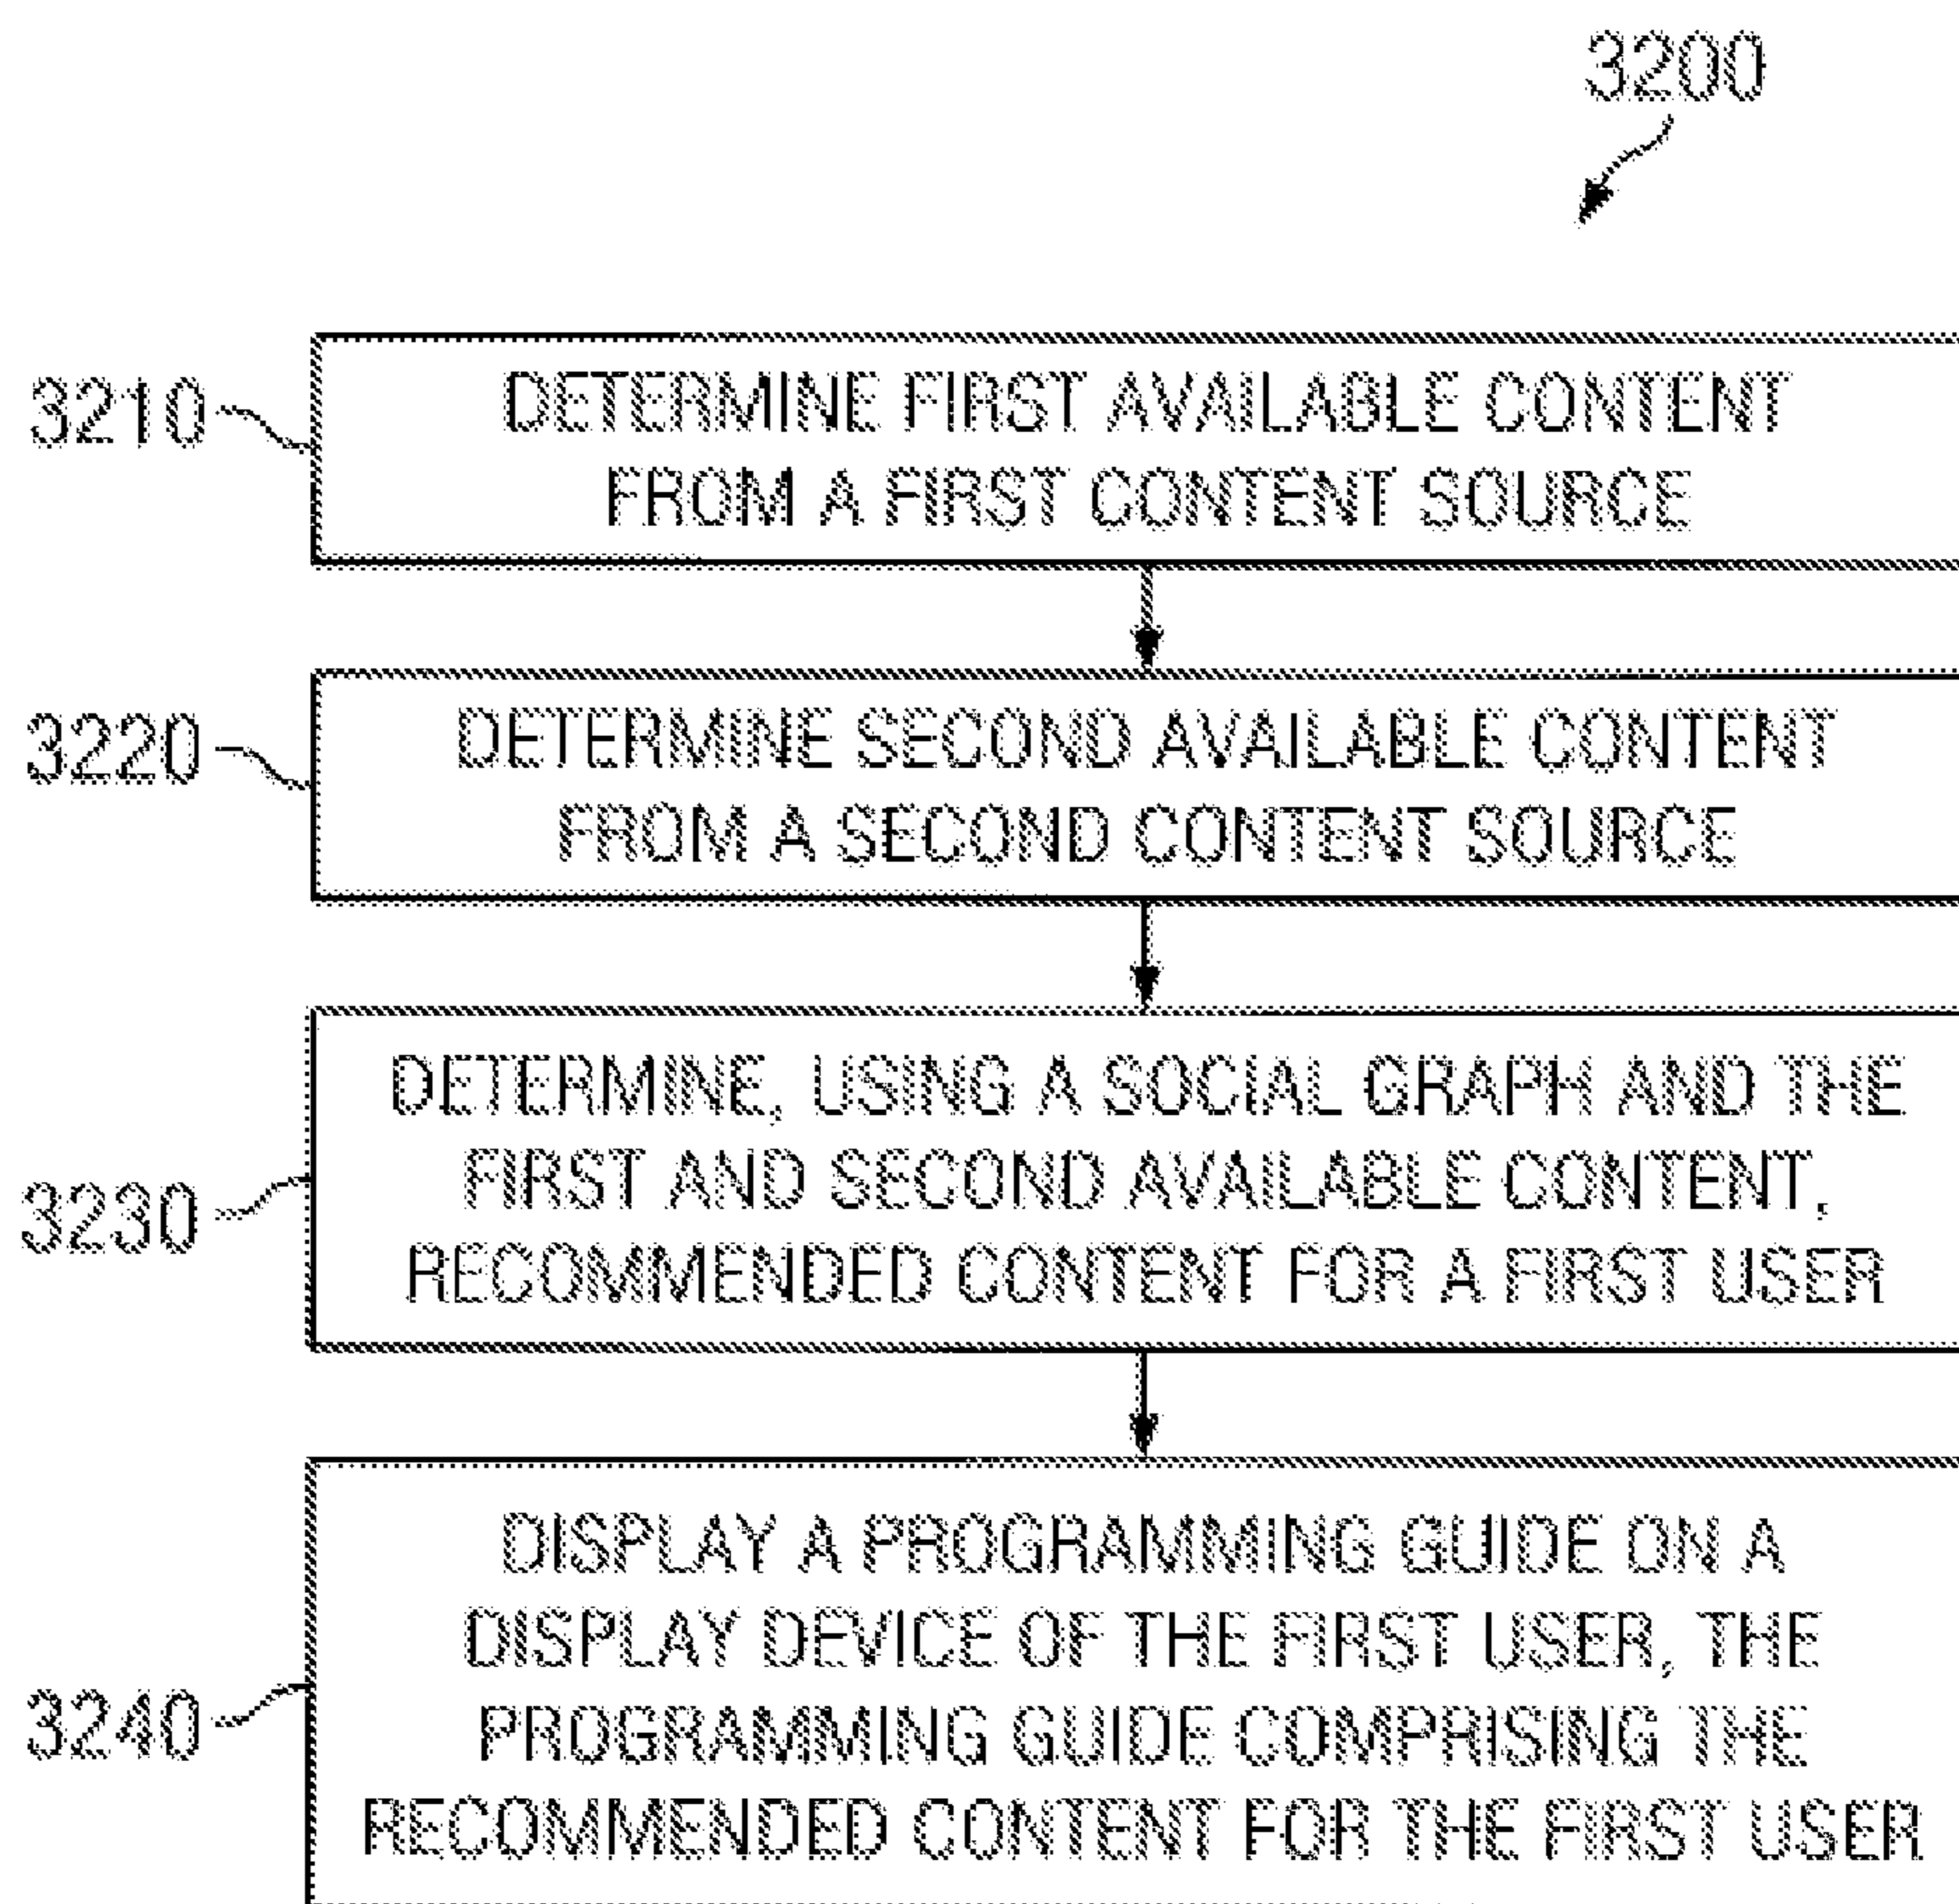 3200
3210
DETERMINE FIRST AVAILABLE CONTENT
FROM A FIRST CONTENT SOURCE
3220
DETERMINE SECOND AVAILABLE CONTENT
FROM A SECOND CONTENT SOURCE
3230
DETERMINE, USING A SOCIAL GRAPH AND THE
FIRST AND SECOND AVAILABLE CONTENT,
RECOMMENDED CONTENT FOR A FIRST USER
3240
DISPLAY A PROGRAMMING GUIDE ON A
DISPLAY DEVICE OF THE FIRST USER, THE
PROGRAMMING GUIDE COMPRISING THE
RECOMMENDED CONTENT FOR THE FIRST USER